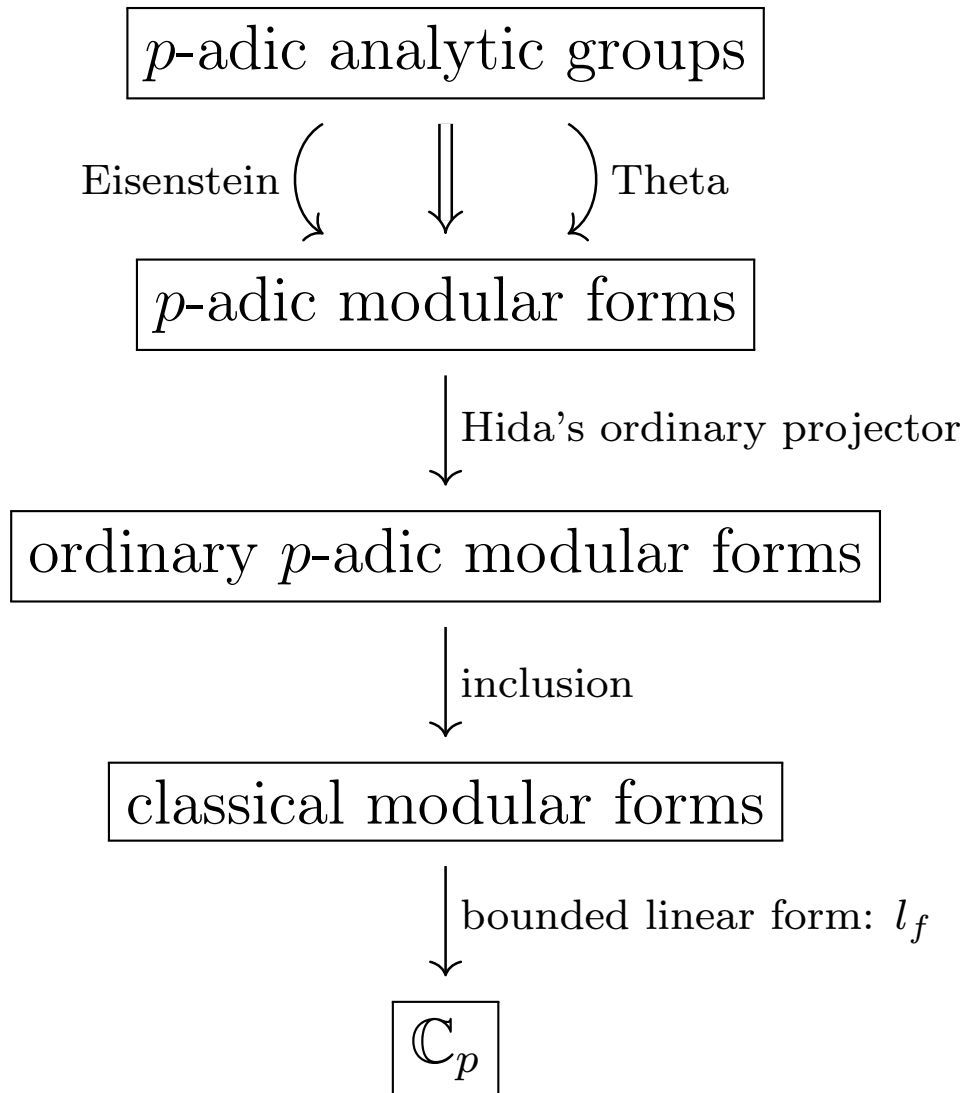 p-adic analytic groups
Eisenstein Theta
p-adic modular forms
Hida's ordinary projector
ordinary p-adic modular forms
inclusion
classical modular forms
bounded linear form: l_f
ℂ_p